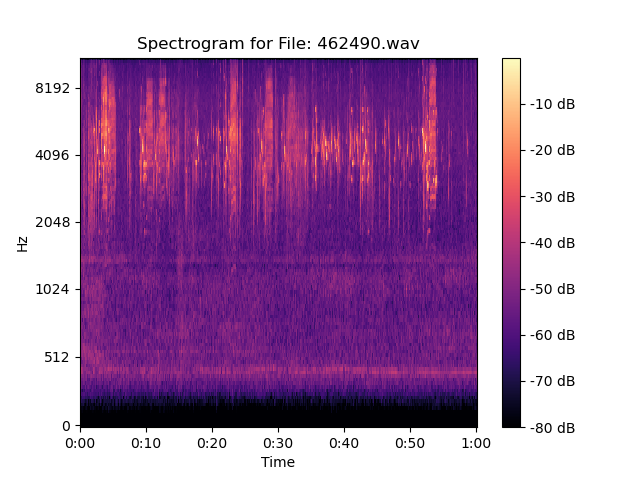 Spectrogram for File: 462490.wav
8192
4096
2048
1024
512
0
Hz
0:00 0:10 0:20 0:30 0:40 0:50 1:00
Time
-10 dB
-20 dB
-30 dB
-40 dB
-50 dB
-60 dB
-70 dB
-80 dB